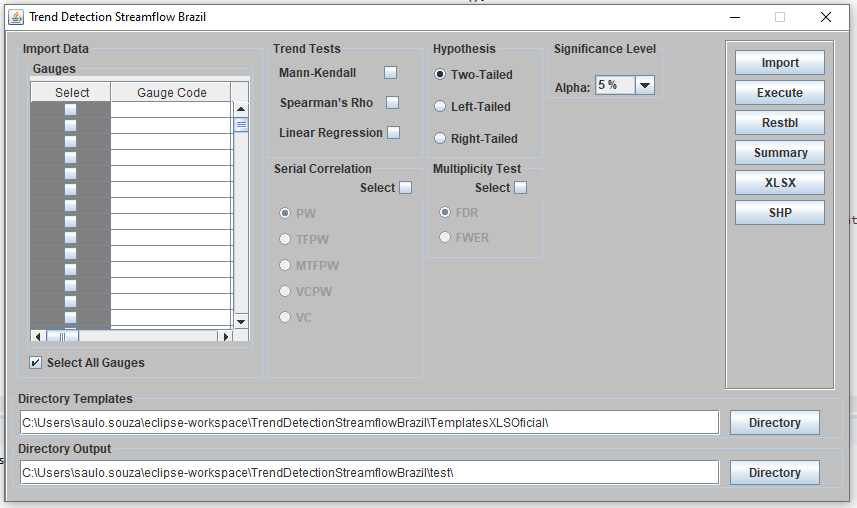 Trend Detection Streamflow Brazil
Import Data
Gauges
Select Gauge Code
Select All Gauges
Trend Tests
Mann-Kendall
Spearman's Rho
Linear Regression
Hypothesis
Two-Tailed
Left-Tailed
Right-Tailed
Significance Level
Alpha: 5 %
Serial Correlation
Select
PW
TFPW
MTFPW
VCPW
VC
Multiplicity Test
Select
FDR
FWER
Import
Execute
Restbl
Summary
XLSX
SHP
Directory Templates
C:\Users\saulo.souza\eclipse-workspace\TrendDetectionStreamflowBrazil\TemplatesXLSOficial\
Directory
Directory Output
C:\Users\saulo.souza\eclipse-workspace\TrendDetectionStreamflowBrazil\test\
Directory